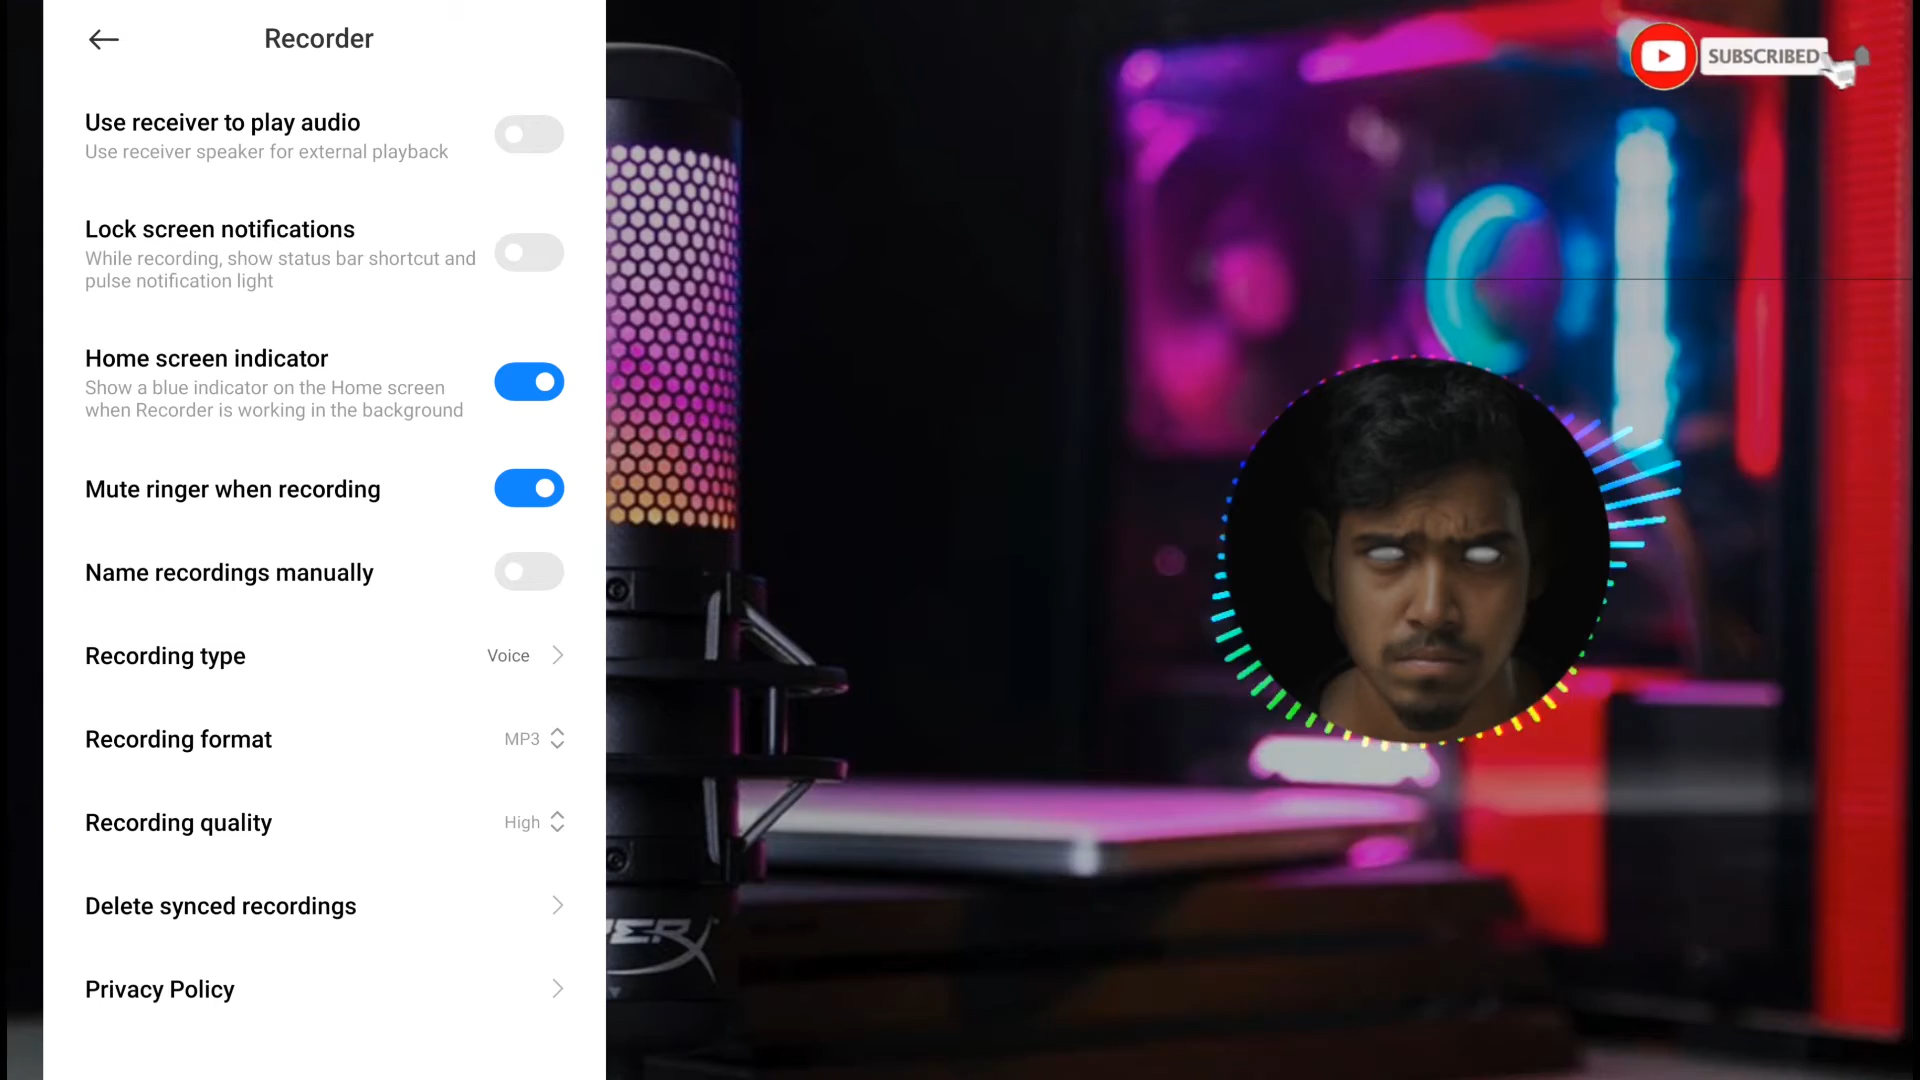 Recorder
SUBSCRIBED
Use receiver to play audio
Use receiver speaker for external playback
Lock screen notifications
While recording, show status bar shortcut and
pulse notification light
Home screen indicator
Show a blue indicator on the Home screen
when Recorder is working in the background
Mute ringer when recording
Name recordings manually
Recording type
Voice
Recording format
MP3
Recording quality
High
Delete synced recordings
Privacy Policy